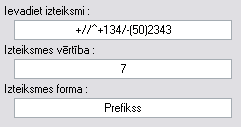 Ievadiet izteiksmi :
+//^+134/-(50)2343
Izteiksmes vērtība :
7
Izteiksmes forma :
Prefikss